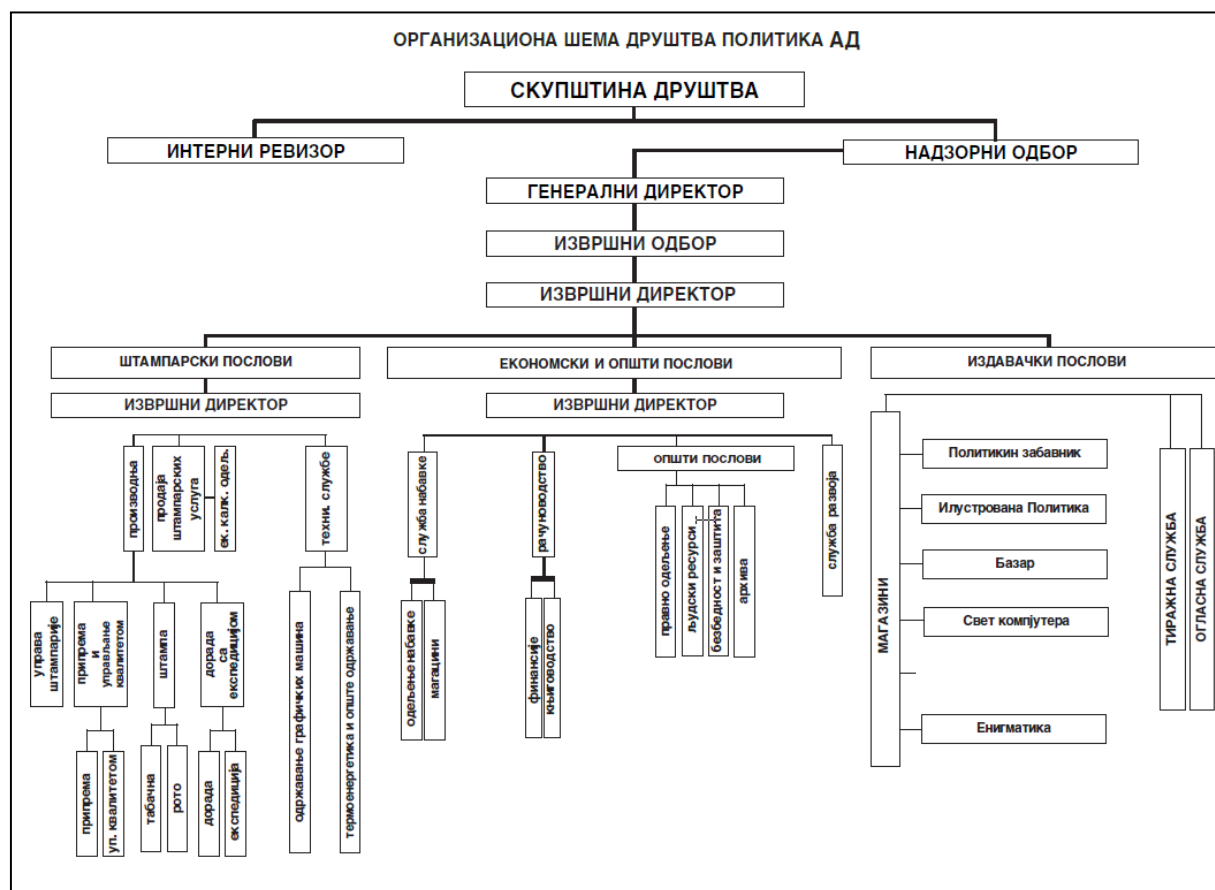 ОРГАНИЗАЦИОНА ШЕМА ДРУШТВА ПОЛИТИКА АД
СКУПШТИНА ДРУШТВА
ИНТЕРНИ РЕВИЗОР
НАДЗОРНИ ОДБОР
ГЕНЕРАЛНИ ДИРЕКТОР
ИЗВРШНИ ОДБОР
ИЗВРШНИ ДИРЕКТОР
ШТАМПАРСКИ ПОСЛОВИ
ЕКОНОМСКИ И ОПШТИ ПОСЛОВИ
ИЗДАВАЧКИ ПОСЛОВИ
ИЗВРШНИ ДИРЕКТОР
ИЗВРШНИ ДИРЕКТОР
производња
продаја
штампарских
услуга
ек. калк. одељ.
техни. службе
управа
штампарије
припрема
и
управљање
квалитетом
штампа
дорада
са
експедицијом
припрема
уп. квалитетом
табачна
рото
дорада
експедиција
одржавање графичких машина
термоенергетика и опште одржавање
служба набавке
рачуноводство
ОПШТИ ПОСЛОВИ
служба развоја
одељење набавке
магацини
финансије
књиговодство
правно одељење
људски ресурси
безбедност и заштита
архива
МАГАЗИНИ
Политикин забавник
Илустрована Политика
Базар
Свет компјутера
Енигматика
ТИРАЖНА СЛУЖБА
ОГЛАСНА СЛУЖБА